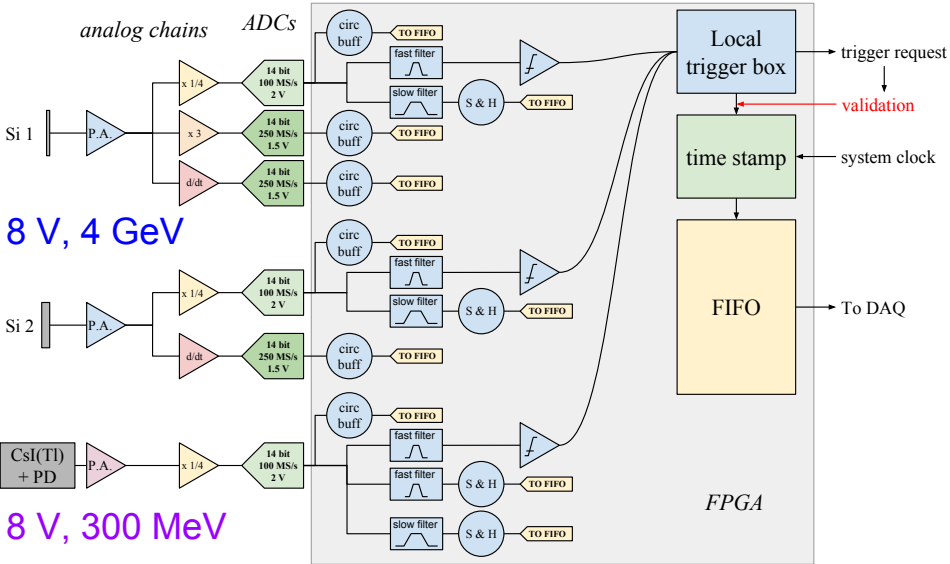 analog chains
ADCs
Si 1
P.A.
x 1/4
14 bit
100 MS/s
2 V
circ
buff
TO FIFO
fast filter
slow filter
S & H
TO FIFO
x 3
14 bit
250 MS/s
1.5 V
circ
buff
TO FIFO
d/dt
14 bit
250 MS/s
1.5 V
circ
buff
TO FIFO
8 V, 4 GeV
Si 2
P.A.
x 1/4
14 bit
100 MS/s
2 V
circ
buff
TO FIFO
fast filter
slow filter
S & H
TO FIFO
d/dt
14 bit
250 MS/s
1.5 V
circ
buff
TO FIFO
CsI(Tl)
+ PD
P.A.
x 1/4
14 bit
100 MS/s
2 V
circ
buff
TO FIFO
fast filter
fast filter
S & H
TO FIFO
slow filter
S & H
TO FIFO
8 V, 300 MeV
Local
trigger box
trigger request
validation
time stamp
system clock
FIFO
To DAQ
FPGA